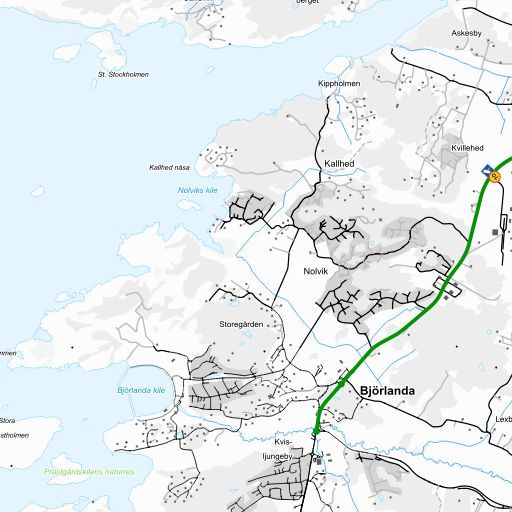 berget
Askesby
St. Stockholmen
Kippholmen
Kvillehed
Kallhed
Kallhed näsa
Nolviks kile
Nolvik
Storegården
mmen
Björlanda kile
Björlanda
Stora
astholmen
Lexb
Kvis-
ljungeby
Prästgårdskilens naturres.